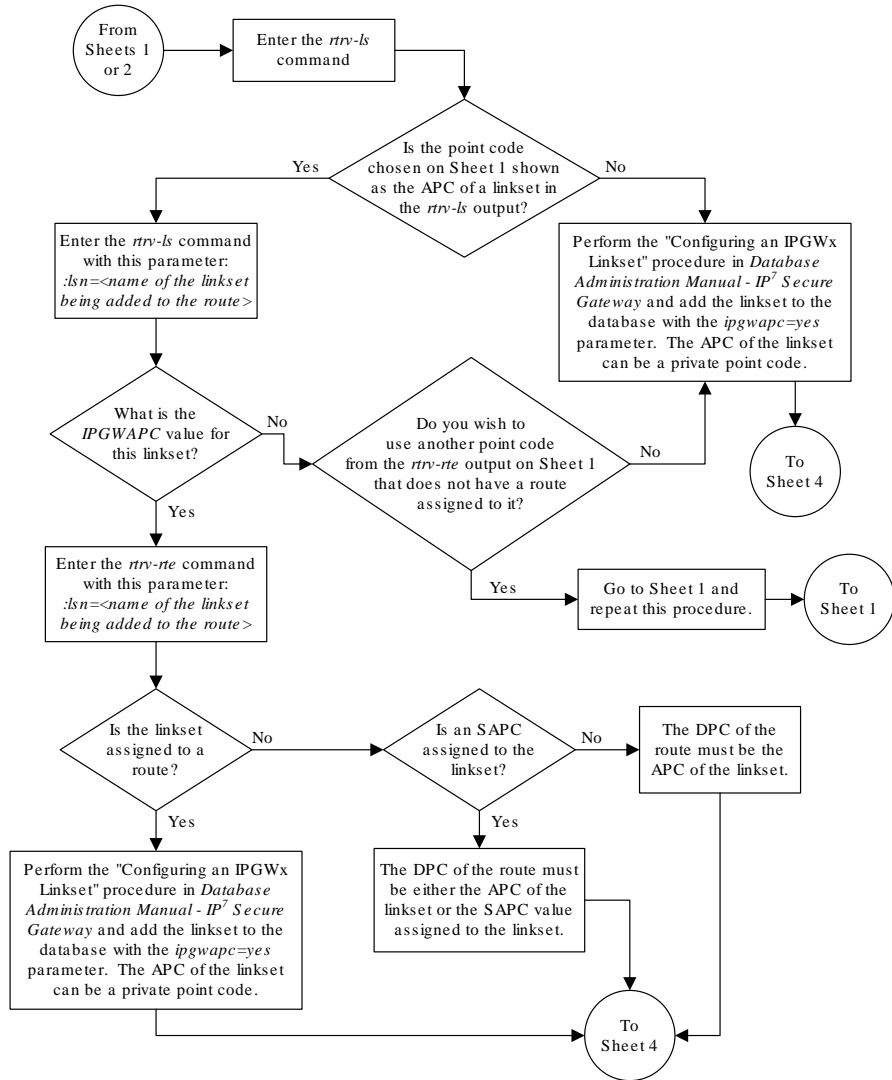 From
Sheets 1
or 2
Enter the rtrv-ls
command
Is the point code
chosen on Sheet 1 shown
as the APC of a linkset in
the rtrv-ls output?
Yes
No
Enter the rtrv-ls command
with this parameter:
:lsn=<name of the linkset
being added to the route>
Perform the "Configuring an IPGWx
Linkset" procedure in Database
Administration Manual - IP7 Secure
Gateway and add the linkset to the
database with the ipgwapc=yes
parameter. The APC of the linkset
can be a private point code.
What is the
IPGWAPC value for
this linkset?
No
Do you wish to
use another point code
from the rtrv-rte output on Sheet 1
that does not have a route
assigned to it?
No
To
Sheet 4
Yes
Enter the rtrv-rte command
with this parameter:
:lsn=<name of the linkset
being added to the route>
Yes
Go to Sheet 1 and
repeat this procedure.
To
Sheet 1
Is the linkset
assigned to a
route?
No
Is an SAPC
assigned to the
linkset?
No
The DPC of the
route must be the
APC of the linkset.
Yes
Yes
Perform the "Configuring an IPGWx
Linkset" procedure in Database
Administration Manual - IP7 Secure
Gateway and add the linkset to the
database with the ipgwapc=yes
parameter. The APC of the linkset
can be a private point code.
The DPC of the route must
be either the APC of the
linkset or the SAPC value
assigned to the linkset.
To
Sheet 4